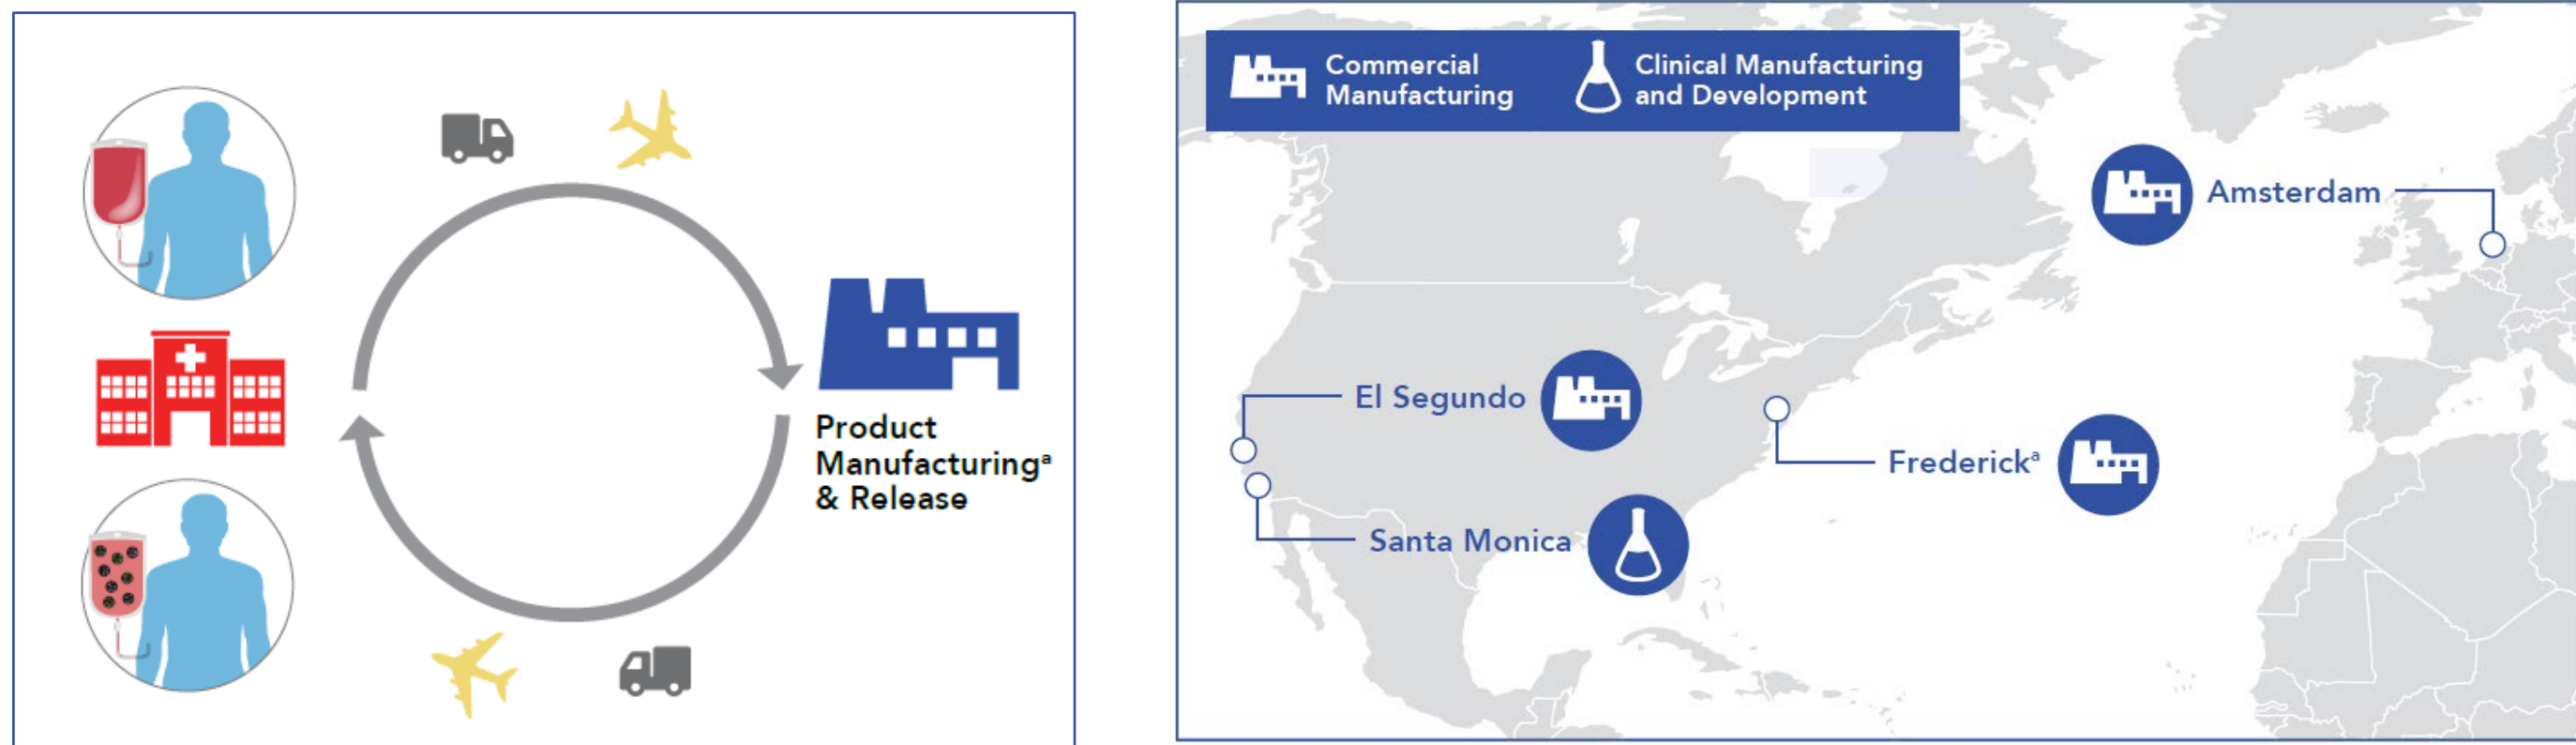 Product
Manufacturingª
& Release
Commercial
Manufacturing
Clinical Manufacturing
and Development
Amsterdam
El Segundo
Frederickª
Santa Monica